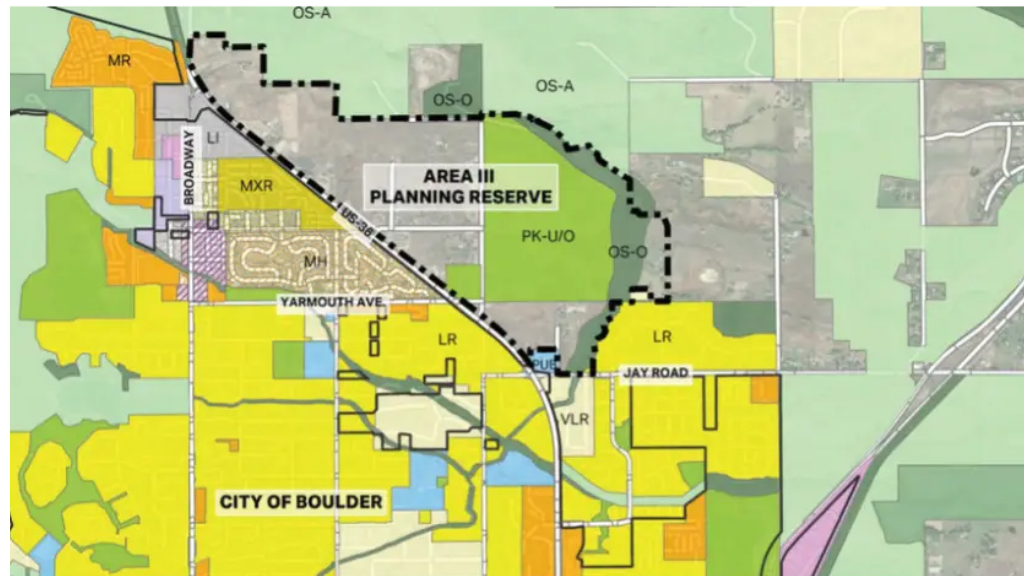 OS-A
MR
OS-O
OS-A
LI
BROADWAY
MXR
AREA III
PLANNING RESERVE
US-36
PK-U/O
OS-O
MH
YARMOUTH AVE.
LR
LR
PUB
JAY ROAD
VLR
CITY OF BOULDER